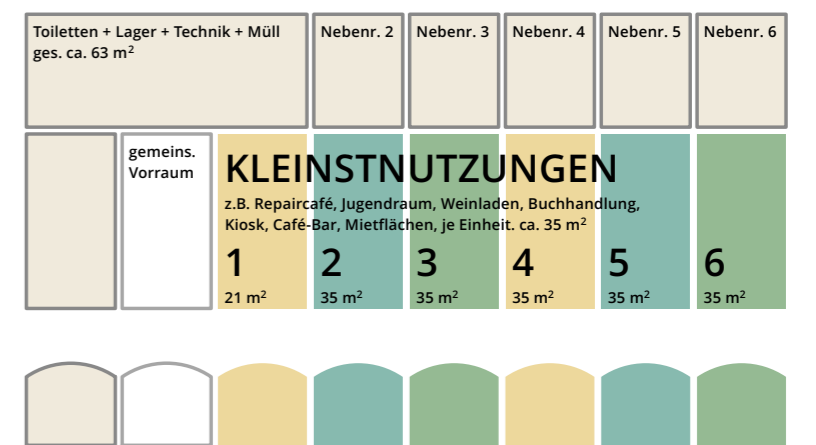 Toiletten + Lager + Technik + Müll
ges. ca. 63 m²
Nebenr. 2
Nebenr. 3
Nebenr. 4
Nebenr. 5
Nebenr. 6
gemeins.
Vorraum
KLEINSTNUTZUNGEN
z.B. Repaircafé, Jugendraum, Weinladen, Buchhandlung,
Kiosk, Café-Bar, Mietflächen, je Einheit. ca. 35 m²
1
2
3
4
5
6
21 m²
35 m²
35 m²
35 m²
35 m²
35 m²